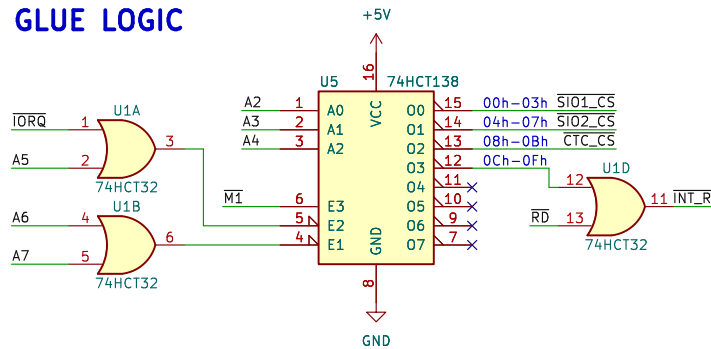 GLUE LOGIC
+5V
16
U5 74HCT138
VCC
A2 1 A0 O0 15 00h-03h SIO1_CS
A3 2 A1 O1 14 04h-07h SIO2_CS
A4 3 A2 O2 13 08h-0Bh CTC_CS
O3 12 0Ch-0Fh
O4 11
M1 6 E3 O5 10
5 E2 O6 9
4 E1 O7 7
GND
8
GND
U1A
IORQ 1
3
A5 2
74HCT32
U1B
A6 4
6
A7 5
74HCT32
U1D
12
11 INT_R
RD 13
74HCT32